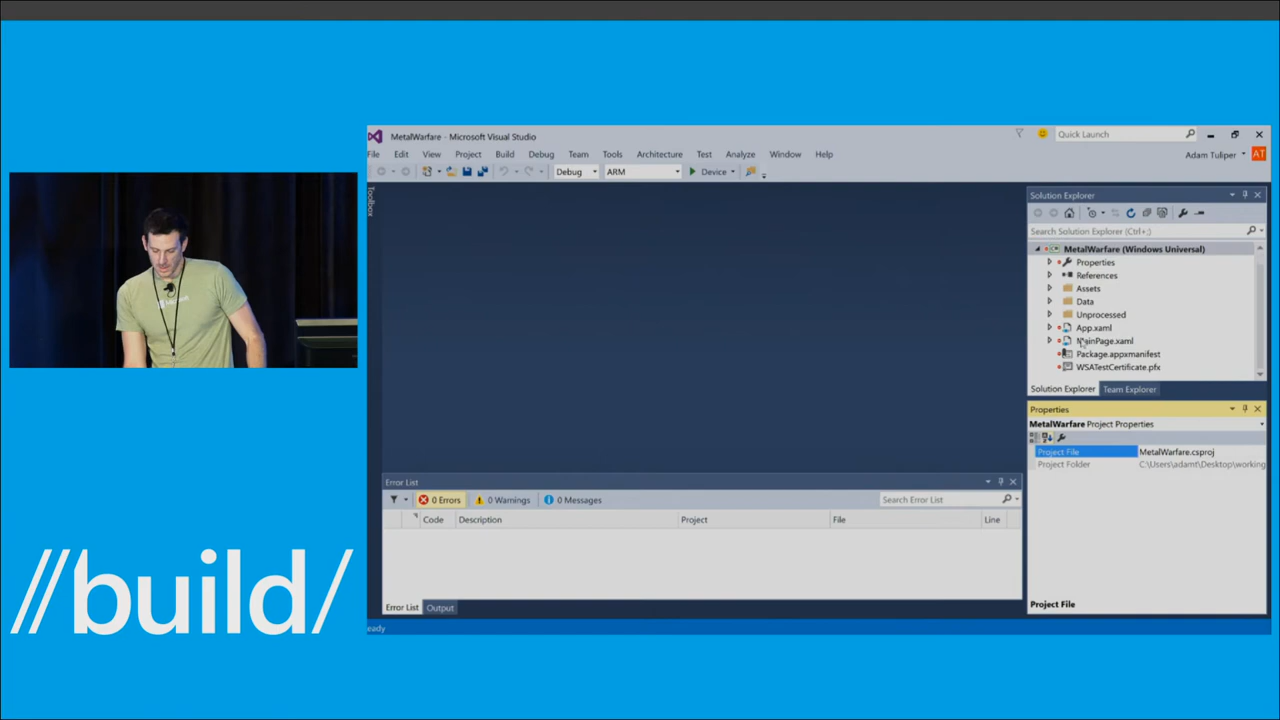 MetalWarfare - Microsoft Visual Studio
Quick Launch
File Edit View Project Build Debug Team Tools Architecture Test Analyze Window Help
Adam Tuliper AT
Debug ARM Device
Toolbox
Solution Explorer
Search Solution Explorer (Ctrl+;)
MetalWarfare (Windows Universal)
Properties
References
Assets
Data
Unprocessed
App.xaml
MainPage.xaml
Package.appxmanifest
WSATestCertificate.pfx
Solution Explorer Team Explorer
Properties
MetalWarfare Project Properties
Project File MetalWarfare.csproj
Project Folder C:\Users\adamt\Desktop\working
Project File
Error List
0 Errors 0 Warnings 0 Messages
Search Error List
Code Description Project File Line
Error List Output
eady
//build/